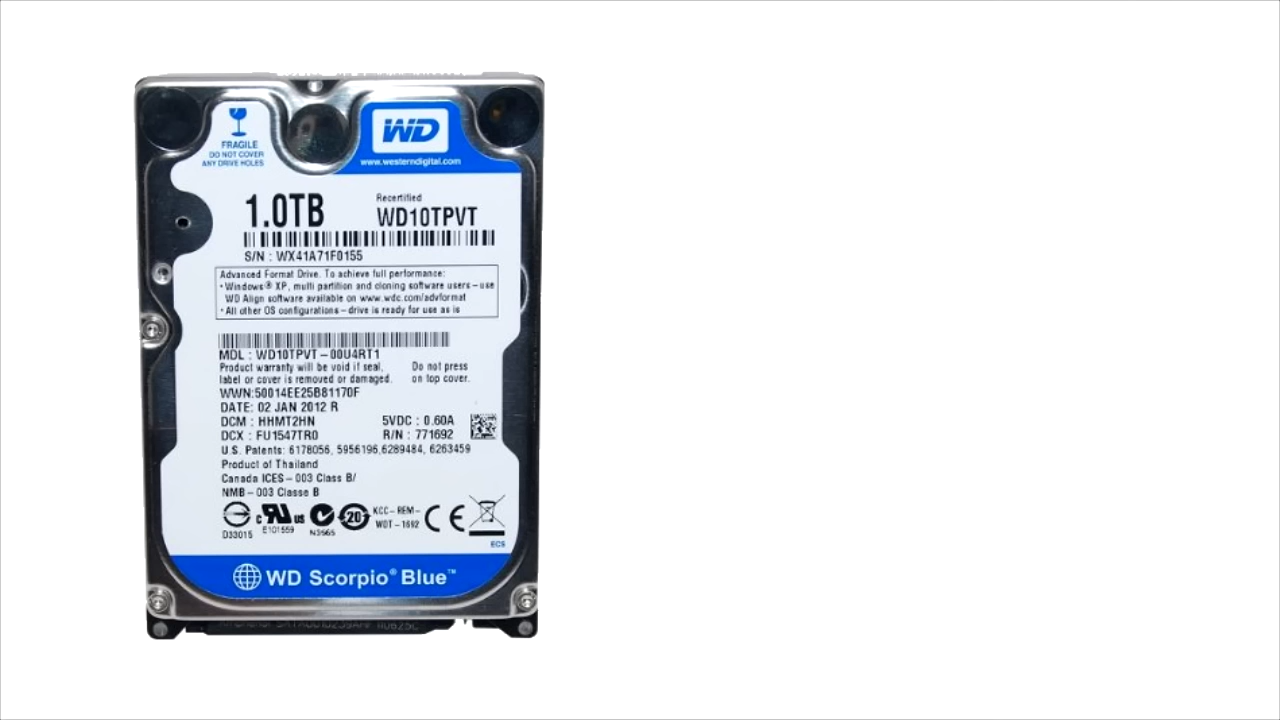 FRAGILE
DO NOT COVER
ANY DRIVE HOLES
WD
www.westerndigital.com
1.0TB
Recertified
WD10TPVT
S/N : WX41A71F0155
Advanced Format Drive. To achieve full performance:
• Windows® XP, multi partition and cloning software users – use
WD Align software available on www.wdc.com/advformat
• All other OS configurations – drive is ready for use as is
MDL : WD10TPVT – 00U4RT1
Product warranty will be void if seal, Do not press
label or cover is removed or damaged. on top cover.
WWN:50014EE25B81170F
DATE: 02 JAN 2012 R
DCM : HHMT2HN 5VDC : 0.60A
DCX : FU1547TR0 R/N : 771692
U.S. Patents: 6178056, 5956196,6289484, 6263459
Product of Thailand
Canada ICES – 003 Class B/
NMB – 003 Classe B
c US 20 KCC – REM – CE
D33015 E101559 N3565 WDT – 1692
ECS
WD Scorpio® Blue™